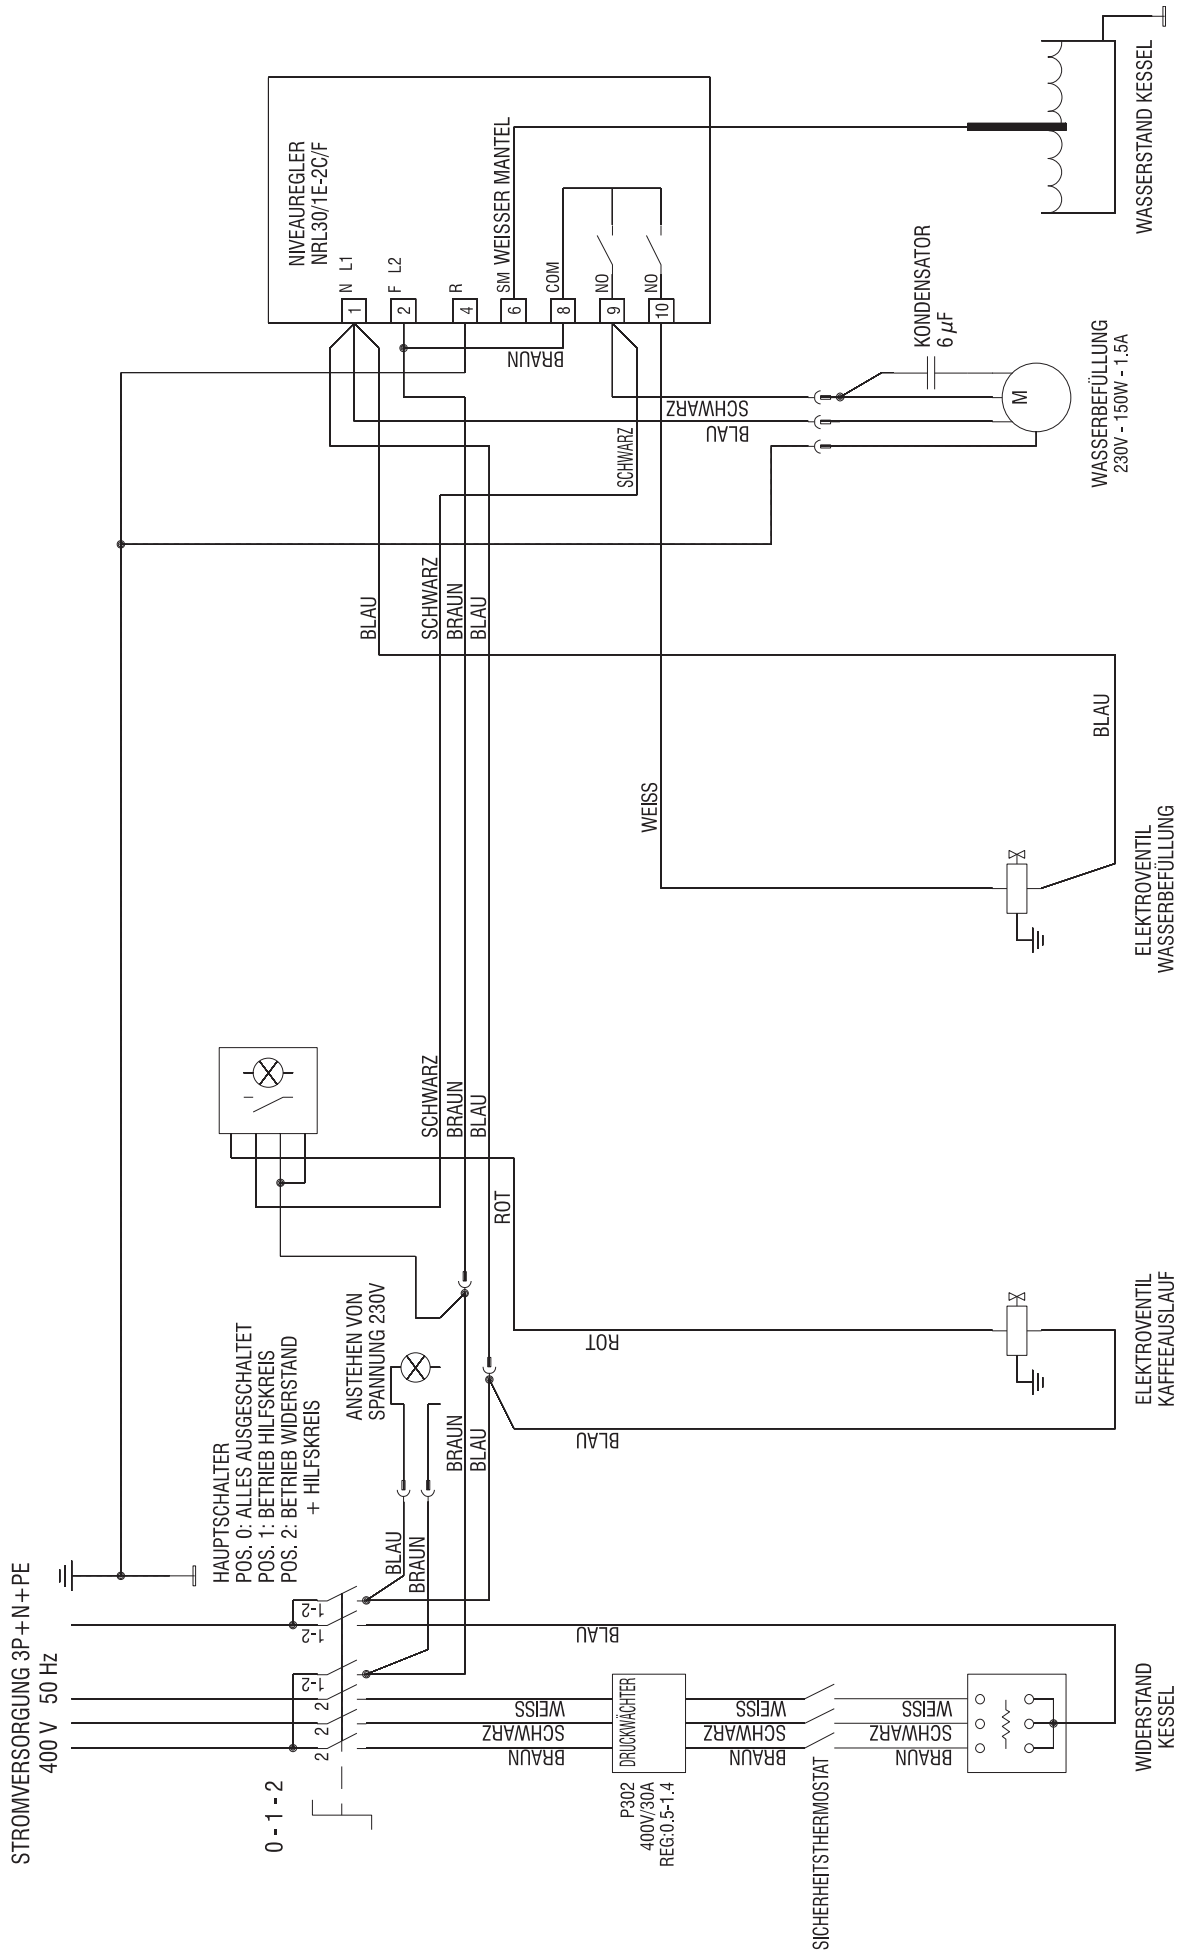 STROMVERSORGUNG 3P+N+PE
400 V 50 Hz
0 - 1 - 2
HAUPTSCHALTER
POS. 0: ALLES AUSGESCHALTET
POS. 1: BETRIEB HILFSKREIS
POS. 2: BETRIEB WIDERSTAND
+ HILFSKREIS
2
2
2
1-2
1-2
1-2
ANSTEHEN VON
SPANNUNG 230V
BLAU
BRAUN
BRAUN
BLAU
BLAU
WEISS
SCHWARZ
BRAUN
P302
400V/30A
REG:0.5-1.4
DRUCKWÄCHTER
WEISS
SCHWARZ
BRAUN
SICHERHEITSTHERMOSTAT
WEISS
SCHWARZ
BRAUN
WIDERSTAND
KESSEL
SCHWARZ
BRAUN
BLAU
ROT
ROT
BLAU
ELEKTROVENTIL
KAFFEEAUSLAUF
BLAU
SCHWARZ
BRAUN
BLAU
WEISS
BLAU
ELEKTROVENTIL
WASSERBEFÜLLUNG
NIVEAUREGLER
NRL30/1E-2C/F
1 N L1
2 F L2
4 R
6 SM WEISSER MANTEL
8 COM
9 NO
10 NO
BRAUN
SCHWARZ
SCHWARZ
BLAU
KONDENSATOR
6 µF
M
WASSERBEFÜLLUNG
230V - 150W - 1.5A
WASSERSTAND KESSEL